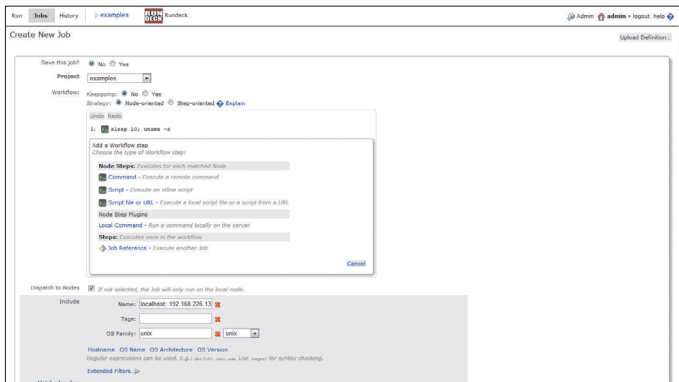 Run Jobs History examples RUN DECK Rundeck Admin admin » logout help
Create New Job
Upload Definition...
Save this job? No Yes
Project examples
Workflow: Keepgoing: No Yes
Strategy: Node-oriented Step-oriented Explain
Undo Redo
1. sleep 10; uname -a
Add a Workflow step
Choose the type of Workflow step:
Node Steps: Executes for each matched Node
Command - Execute a remote command
Script - Execute an inline script
Script file or URL - Execute a local script file or a script from a URL
Node Step Plugins
Local Command - Run a command locally on the server
Steps: Executes once in the workflow
Job Reference - Execute another Job
Cancel
Dispatch to Nodes If not selected, the Job will only run on the local node.
Include Name: localhost; 192.168.226.13
Tags:
OS Family: unix unix
Hostname OS Name OS Architecture OS Version
Regular expressions can be used. E.g.: Use for syntax checking.
Extended Filters...